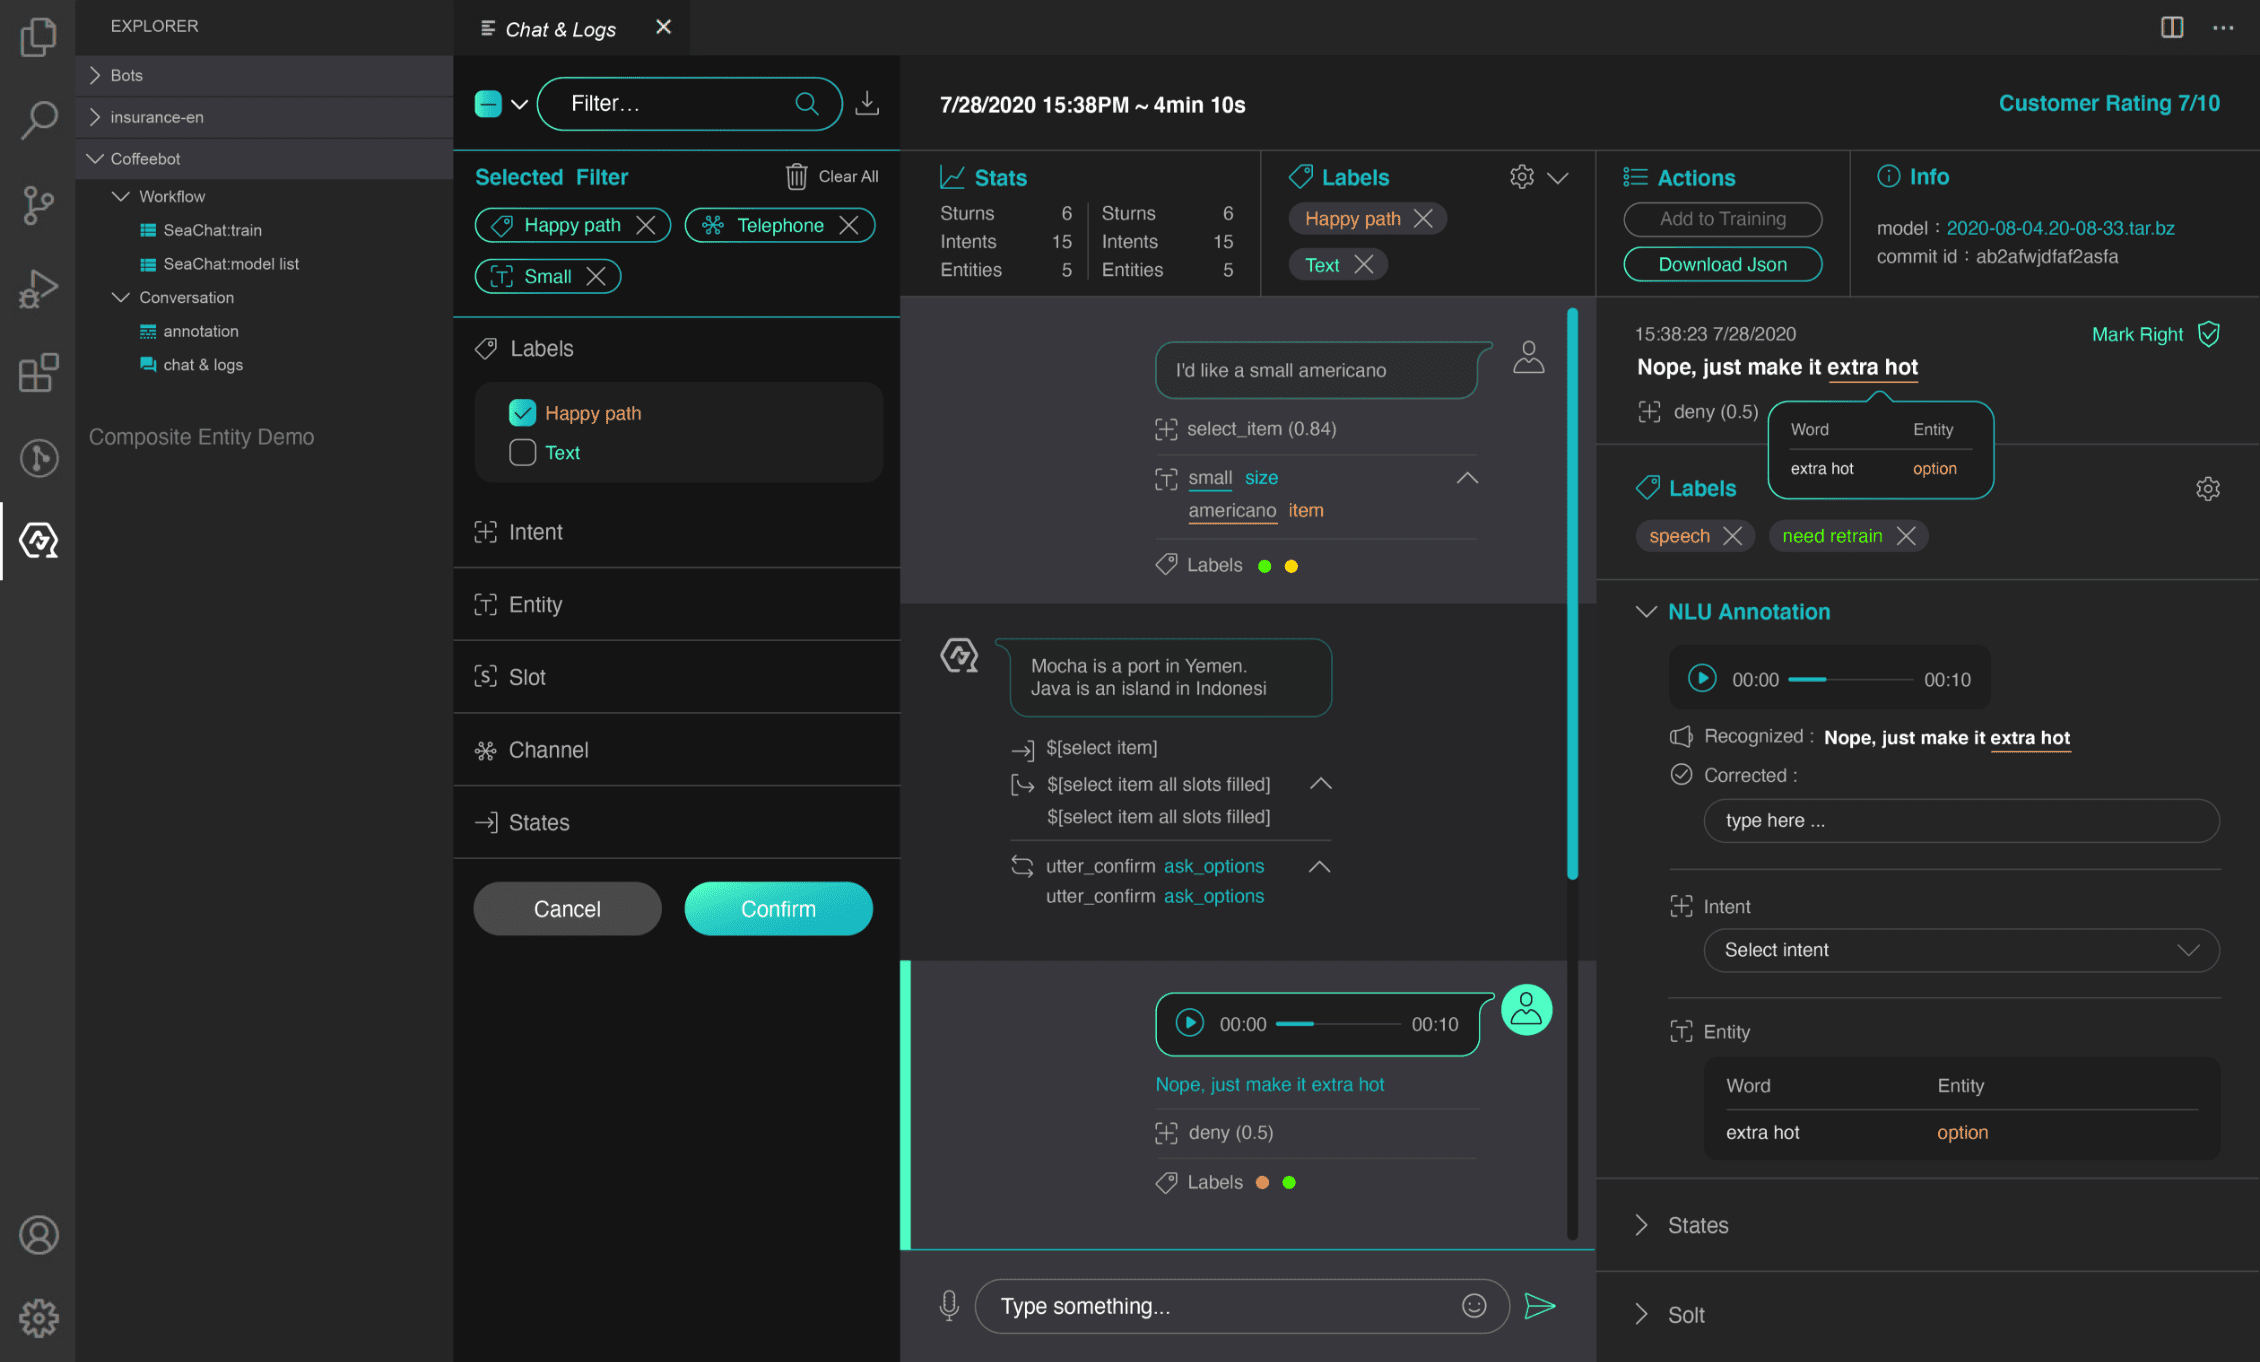 EXPLORER
Bots
insurance-en
Coffeebot
Workflow
SeaChat:train
SeaChat:model list
Conversation
annotation
chat & logs
Composite Entity Demo
Chat & Logs
Filter...
Selected Filter
Clear All
Happy path
Telephone
Small
Labels
Happy path
Text
Intent
Entity
Slot
Channel
States
Cancel
Confirm
7/28/2020 15:38PM ~ 4min 10s
Customer Rating 7/10
Stats
Sturns 6 Sturns 6
Intents 15 Intents 15
Entities 5 Entities 5
Labels
Happy path
Text
Actions
Add to Training
Download Json
Info
model : 2020-08-04.20-08-33.tar.bz
commit id : ab2afwjdfaf2asfa
I'd like a small americano
select_item (0.84)
small size
americano item
Labels
Mocha is a port in Yemen.
Java is an island in Indonesi
$[select item]
$[select item all slots filled]
$[select item all slots filled]
utter_confirm ask_options
utter_confirm ask_options
00:00 00:10
Nope, just make it extra hot
deny (0.5)
Labels
Type something...
15:38:23 7/28/2020
Mark Right
Nope, just make it extra hot
deny (0.5)
Word Entity
extra hot option
Labels
speech
need retrain
NLU Annotation
00:00 00:10
Recognized : Nope, just make it extra hot
Corrected :
type here ...
Intent
Select intent
Entity
Word Entity
extra hot option
States
Solt